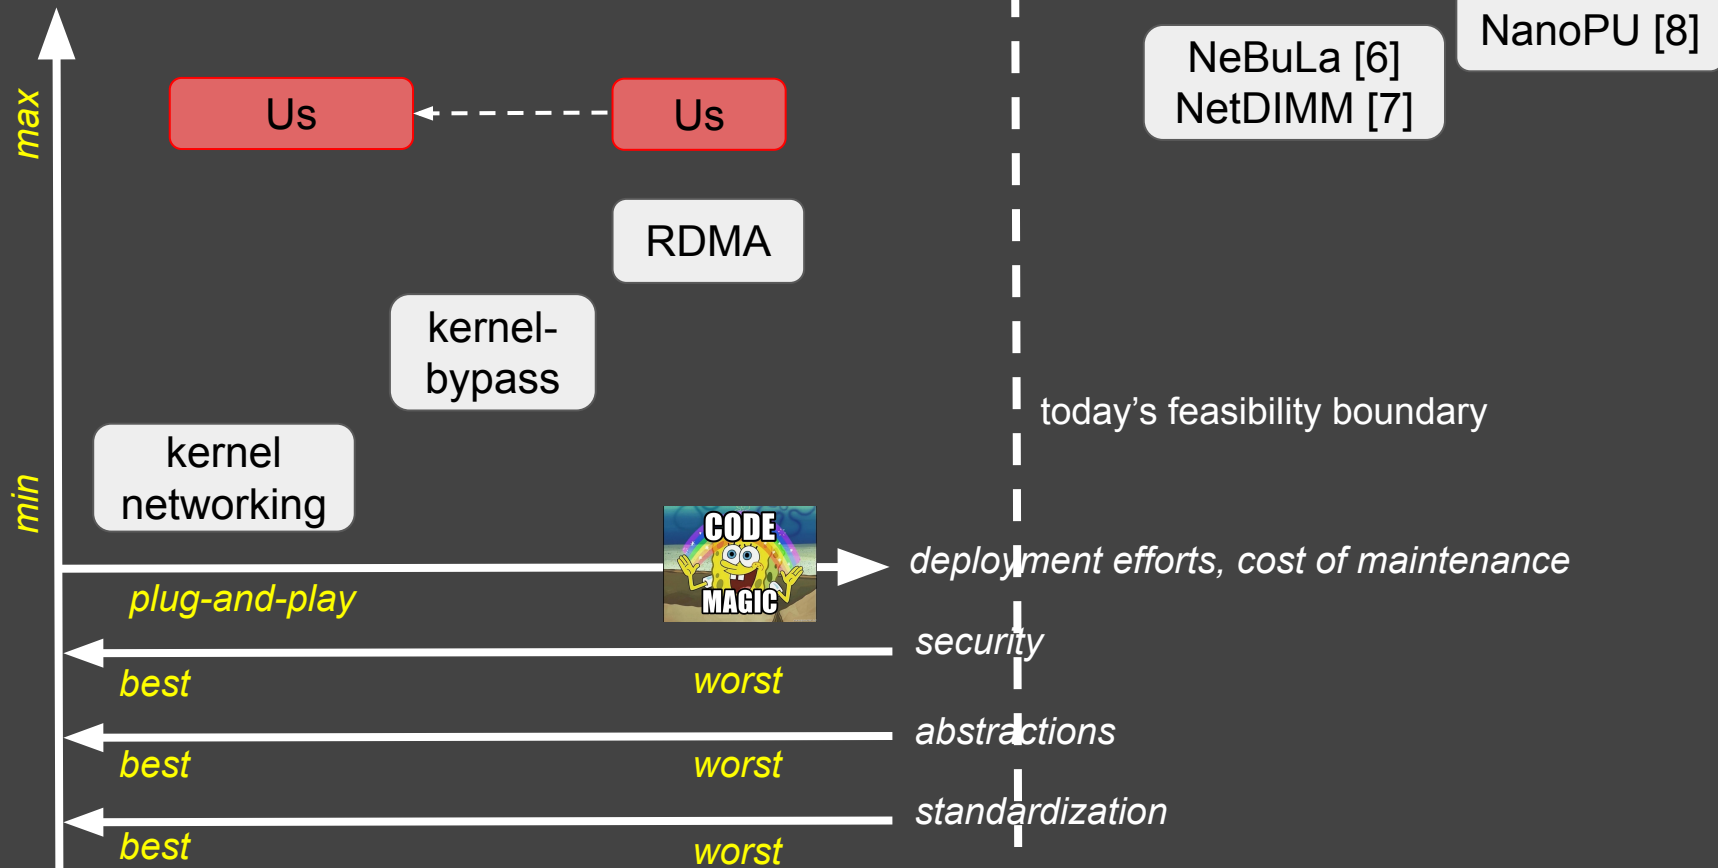 NanoPU [8]
NeBuLa [6]
NetDIMM [7]
max
Us
Us
RDMA
kernel-
bypass
today's feasibility boundary
kernel
networking
min
CODE
MAGIC
deployment efforts, cost of maintenance
plug-and-play
security
best
worst
abstractions
best
worst
standardization
best
worst